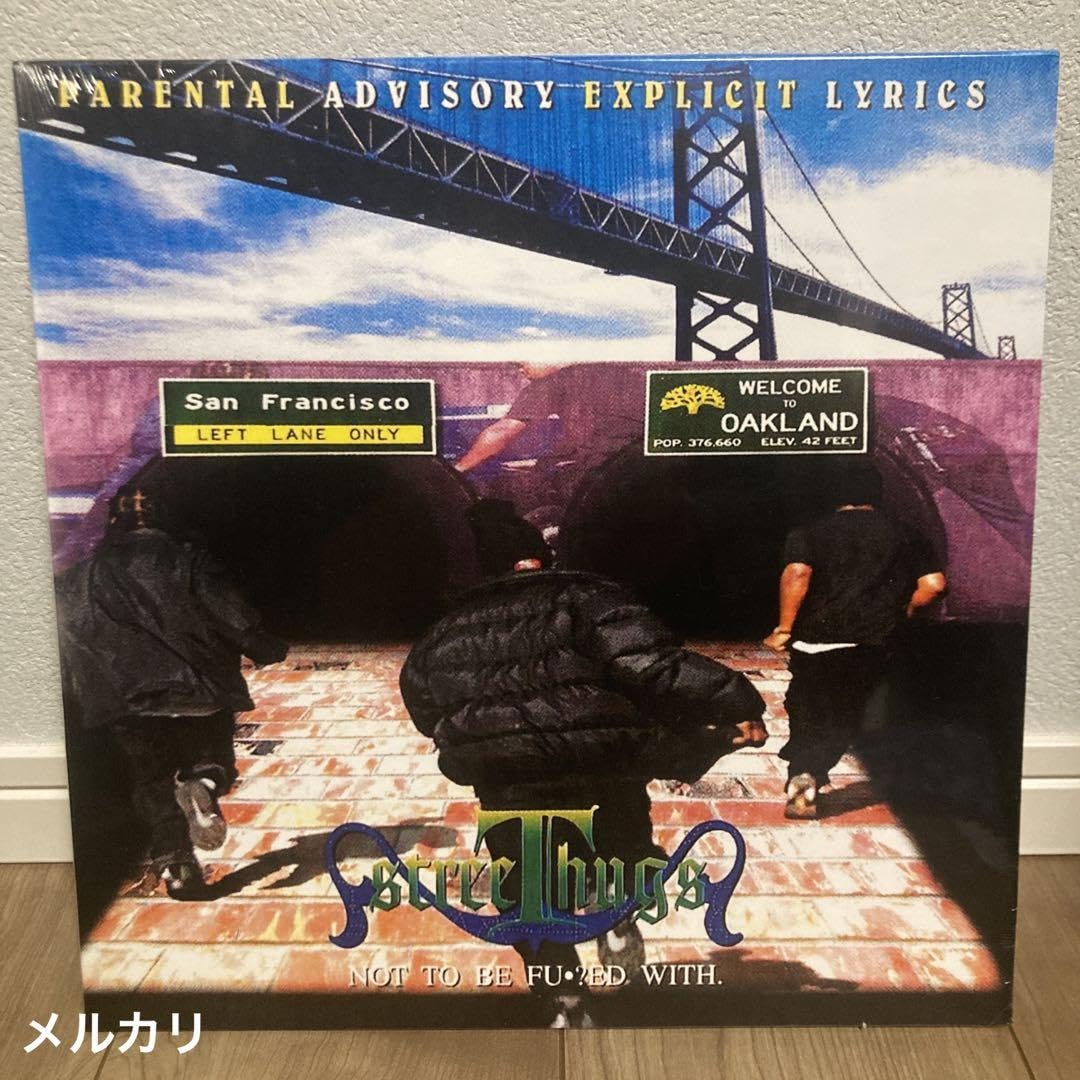 PARENTAL ADVISORY EXPLICIT LYRICS
San Francisco
LEFT LANE ONLY
WELCOME
TO
OAKLAND
POP. 376,660 ELEV. 42 FEET
streeThugs
NOT TO BE FU•?ED WITH.
メルカリ